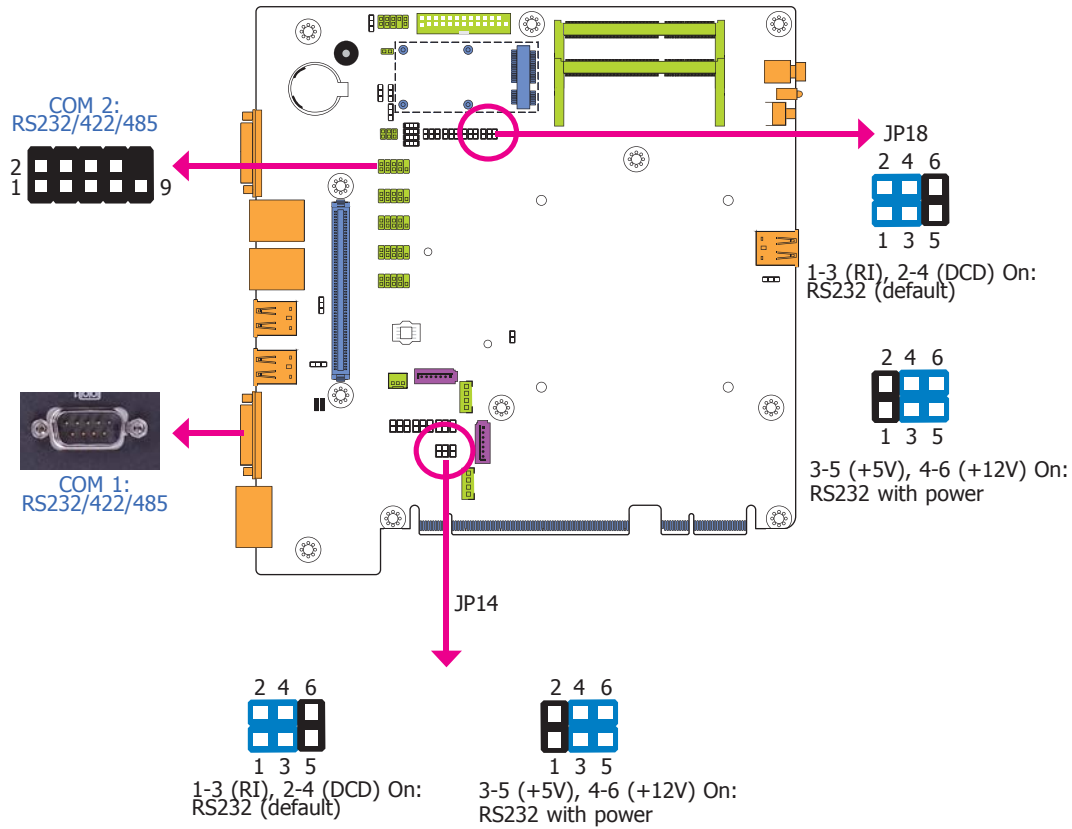 COM 2:
RS232/422/485
2
1 9
JP18
2 4 6
1 3 5
1-3 (RI), 2-4 (DCD) On:
RS232 (default)
2 4 6
1 3 5
3-5 (+5V), 4-6 (+12V) On:
RS232 with power
COM 1:
RS232/422/485
JP14
2 4 6
1 3 5
1-3 (RI), 2-4 (DCD) On:
RS232 (default)
2 4 6
1 3 5
3-5 (+5V), 4-6 (+12V) On:
RS232 with power